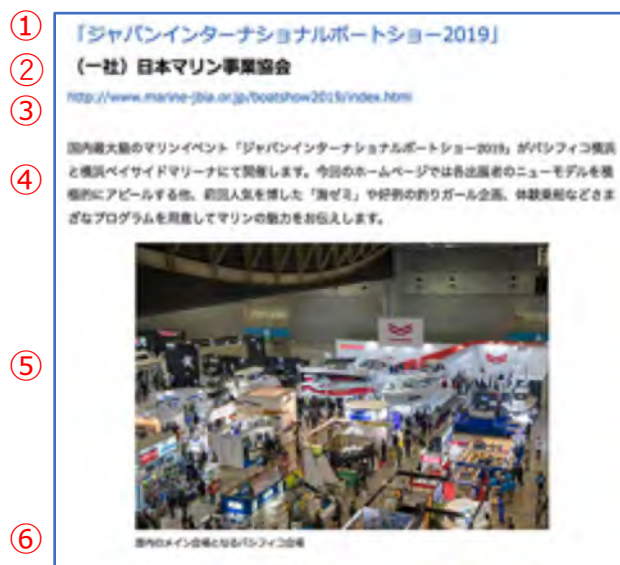 ①
「ジャパンインターナショナルボートショー2019」
②
（一社）日本マリン事業協会
③
http://www.marine-jbia.or.jp/boatshow2019/index.html
④
国内最大級のマリンイベント「ジャパンインターナショナルボートショー2019」がパシフィコ横浜
と横浜ベイサイドマリーナにて開催します。今回のホームページでは各出展者のニューモデルを積
極的にアピールする他、前回人気を博した「海ゼミ」や好例の釣りガール企画、体験乗船などさま
ざなプログラムを用意してマリンの魅力をお伝えします。
⑤
⑥
屋内のメイン会場となるパシフィコ会場